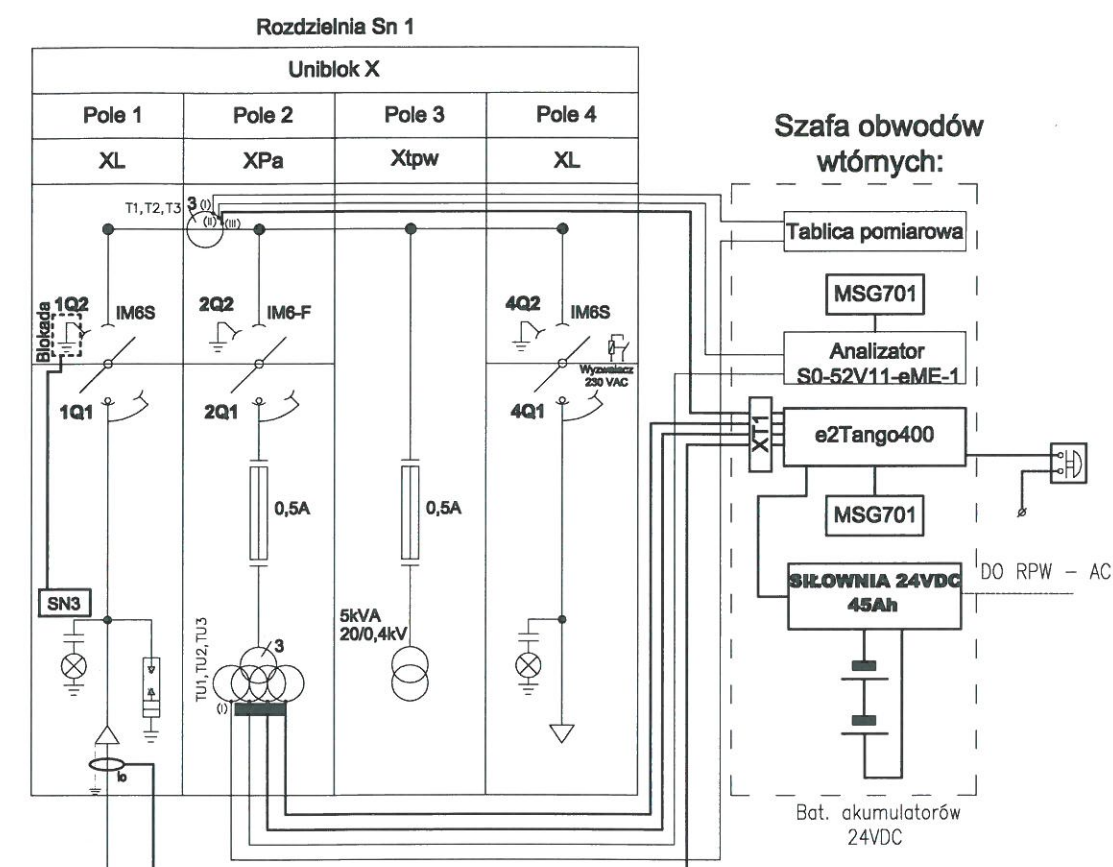 Rozdzielnia Sn 1
Uniblok X
Pole 1
Pole 2
Pole 3
Pole 4
XL
XPa
Xtpw
XL
Szafa obwodów
wtórnych:
T1,T2,T3
3
(I)
(II)
(III)
Tablica pomiarowa
MSG701
Analizator
S0-52V11-eME-1
Blokada
1Q2
IM6S
1Q1
2Q2
IM6-F
2Q1
4Q2
IM6S
Wyzwalacz
230 VAC
4Q1
XT1
e2Tango400
MSG701
0,5A
0,5A
SIŁOWNIA 24VDC
45Ah
DO RPW – AC
SN3
5kVA
20/0,4kV
TU1,TU2,TU3
3
(I)
Io
Bat. akumulatorów
24VDC